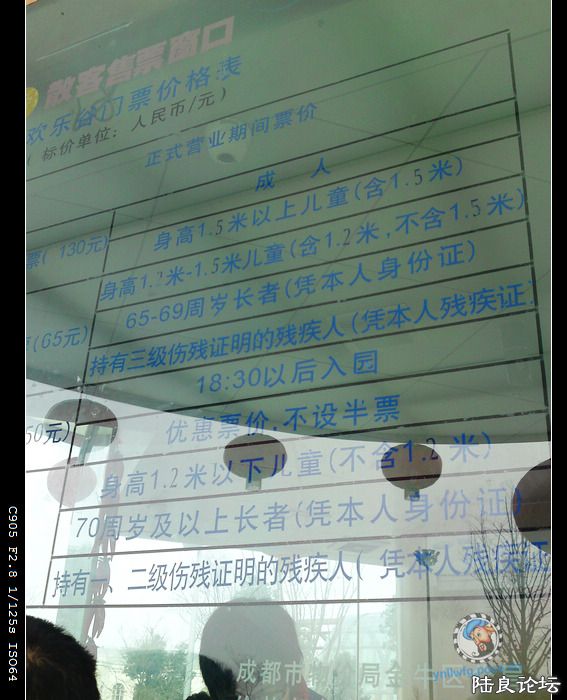 散客售票窗口
欢乐谷门票价格表
( 标价单位: 人民币/元)
正式营业期间票价
成 人
票( 130元)
身高1.5米以上儿童(含1.5米)
身高1.2米-1.5米儿童(含1.2米,不含1.5米)
65-69周岁长者(凭本人身份证)
(65元)
持有三级伤残证明的残疾人(凭本人残疾证)
18:30以后入园
50元)
优惠票价,不设半票
身高1.2米以下儿童(不含1.2米)
70周岁及以上长者(凭本人身份证)
持有一、二级伤残证明的残疾人( 凭本人残疾证
成都市 局金牛区
陆良论坛
C905 F2.8 1/125s ISO64